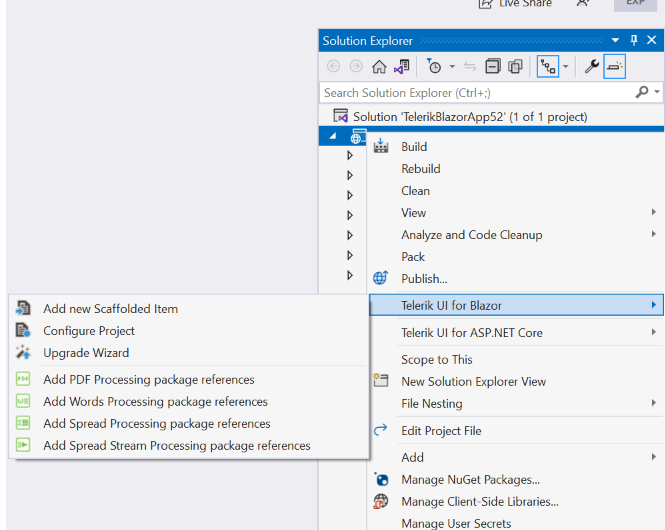 Live Share
EXP
Solution Explorer
Search Solution Explorer (Ctrl+;)
Solution 'TelerikBlazorApp52' (1 of 1 project)
Build
Rebuild
Clean
View
Analyze and Code Cleanup
Pack
Publish...
Telerik UI for Blazor
Add new Scaffolded Item
Configure Project
Upgrade Wizard
Add PDF Processing package references
Add Words Processing package references
Add Spread Processing package references
Add Spread Stream Processing package references
Telerik UI for ASP.NET Core
Scope to This
New Solution Explorer View
File Nesting
Edit Project File
Add
Manage NuGet Packages...
Manage Client-Side Libraries...
Manage User Secrets